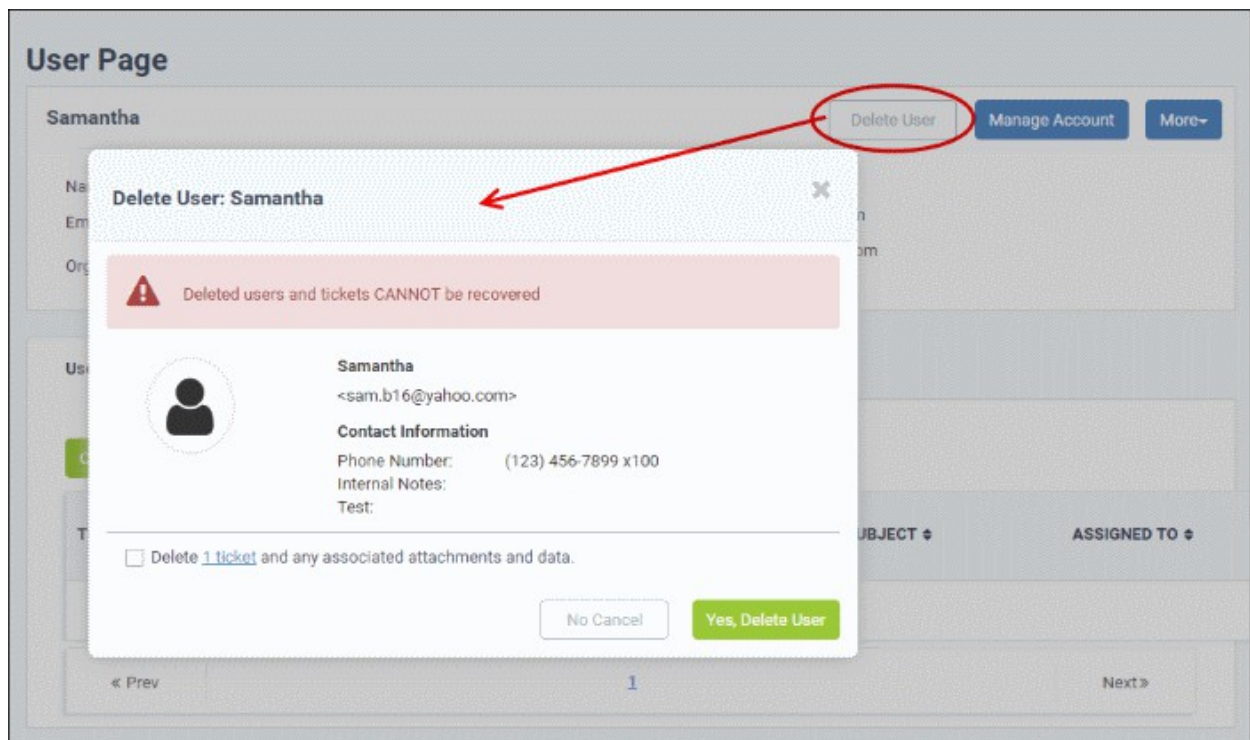 User Page
Samantha
Delete User
Manage Account
More
Delete User: Samantha
Deleted users and tickets CANNOT be recovered
Samantha
<sam.b16@yahoo.com>
Contact Information
Phone Number: (123) 456-7899 x100
Internal Notes:
Test:
UBJECT
ASSIGNED TO
Delete 1 ticket and any associated attachments and data.
No Cancel
Yes, Delete User
« Prev
1
Next»